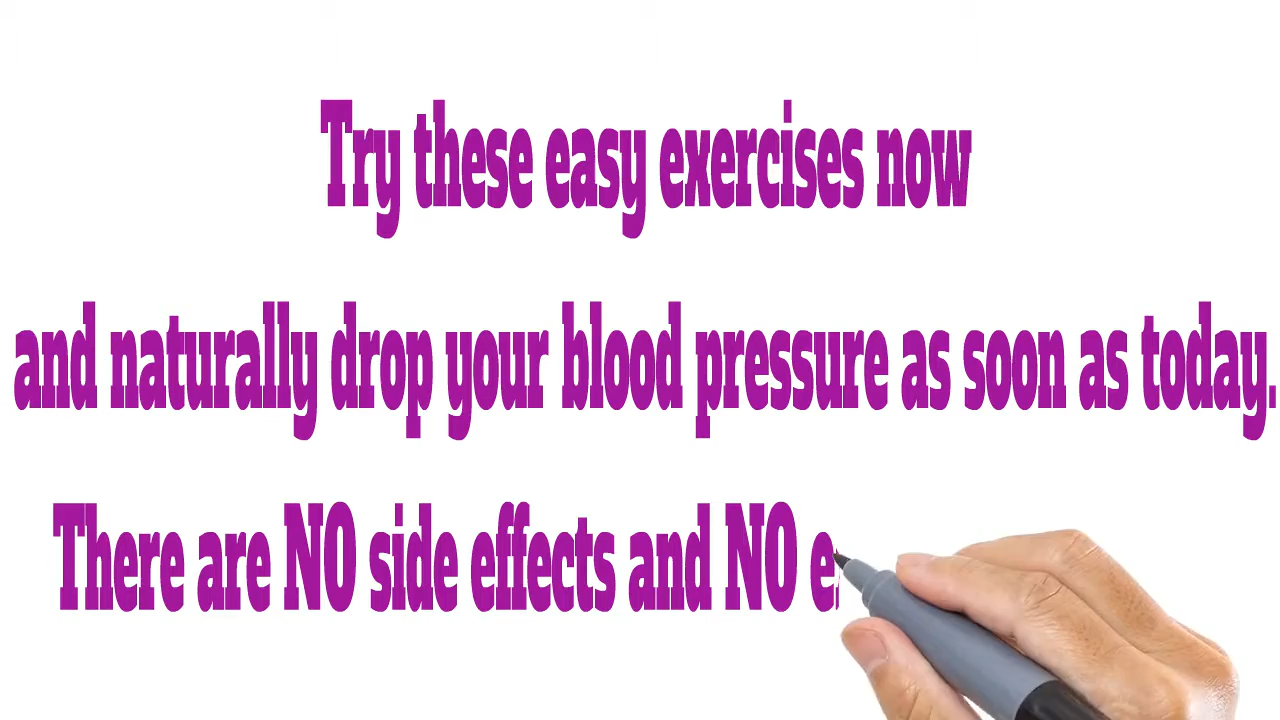 Try these easy exercises now
and naturally drop your blood pressure as soon as today.
There are NO side effects and NO